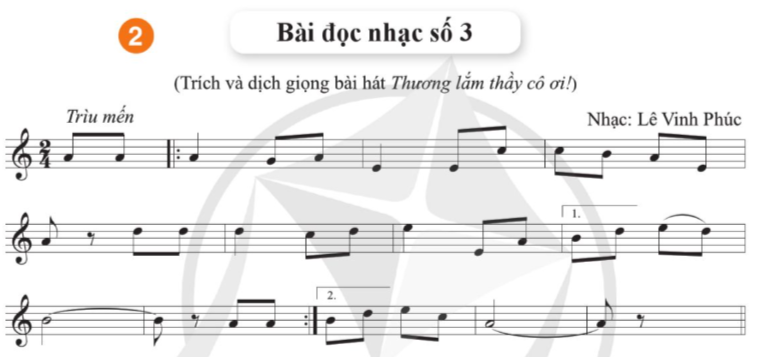 2 Bài đọc nhạc số 3
(Trích và dịch giọng bài hát Thương lắm thầy cô ơi!)
Trìu mến
Nhạc: Lê Vinh Phúc
2
4
1.
2.